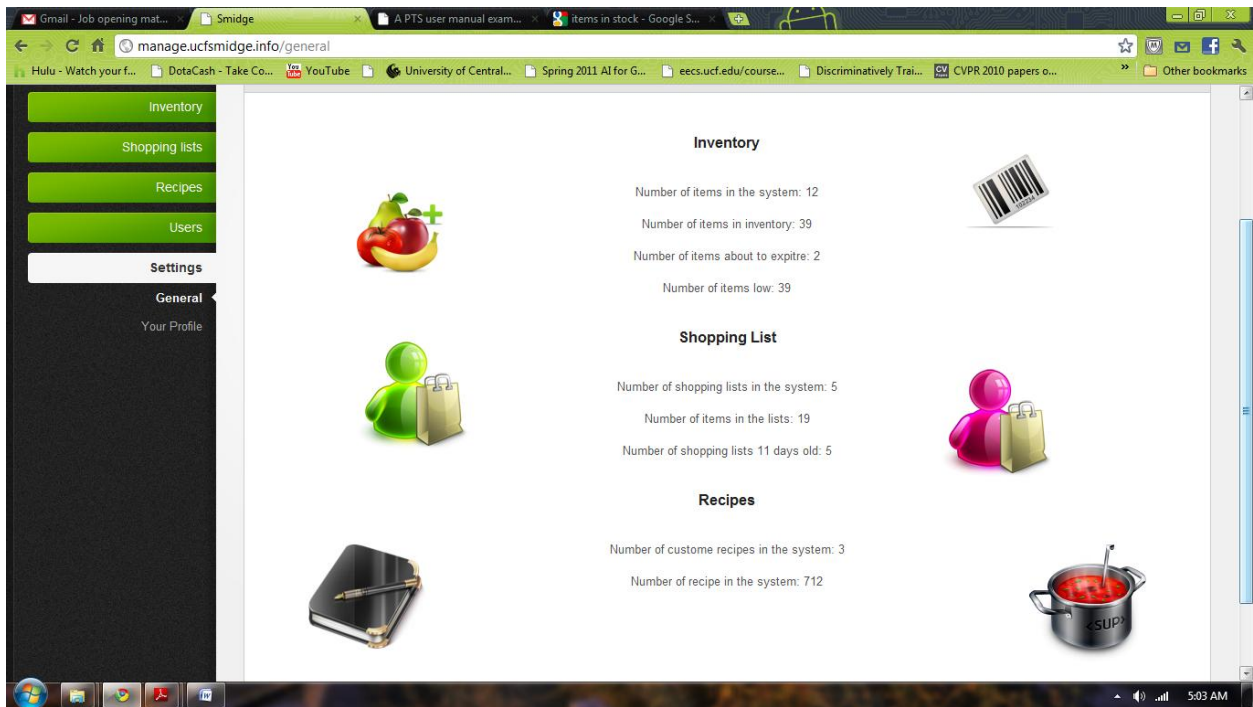 Gmail - Job opening mat...
Smidge
A PTS user manual exam...
items in stock - Google S...
manage.ucfsmidge.info/general
Hulu - Watch your f...
DotaCash - Take Co...
YouTube
University of Central...
Spring 2011 AI for G...
eecs.ucf.edu/course...
Discriminatively Trai...
CVPR 2010 papers o...
»
Other bookmarks
Inventory
Shopping lists
Recipes
Users
Settings
General
Your Profile
Inventory
Number of items in the system: 12
Number of items in inventory: 39
Number of items about to expitre: 2
Number of items low: 39
102234
Shopping List
Number of shopping lists in the system: 5
Number of items in the lists: 19
Number of shopping lists 11 days old: 5
Recipes
Number of custome recipes in the system: 3
Number of recipe in the system: 712
<SUP>
5:03 AM